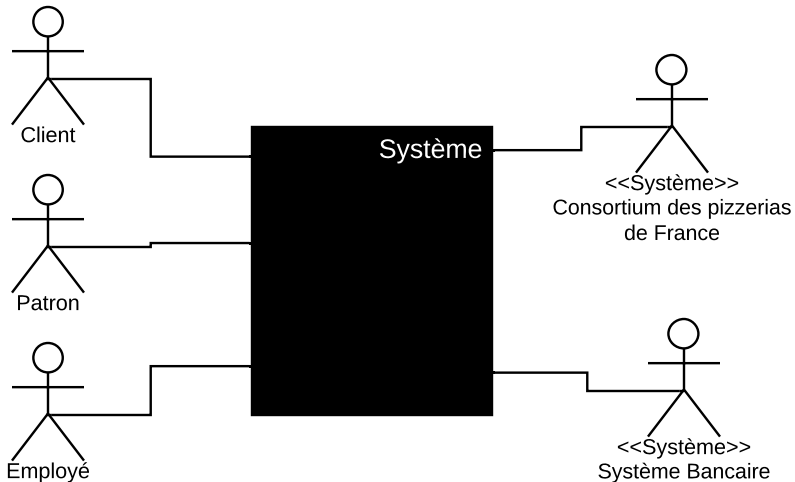 Client
Système
<<Système>>
Consortium des pizzerias
de France
Patron
Employé
<<Système>>
Système Bancaire